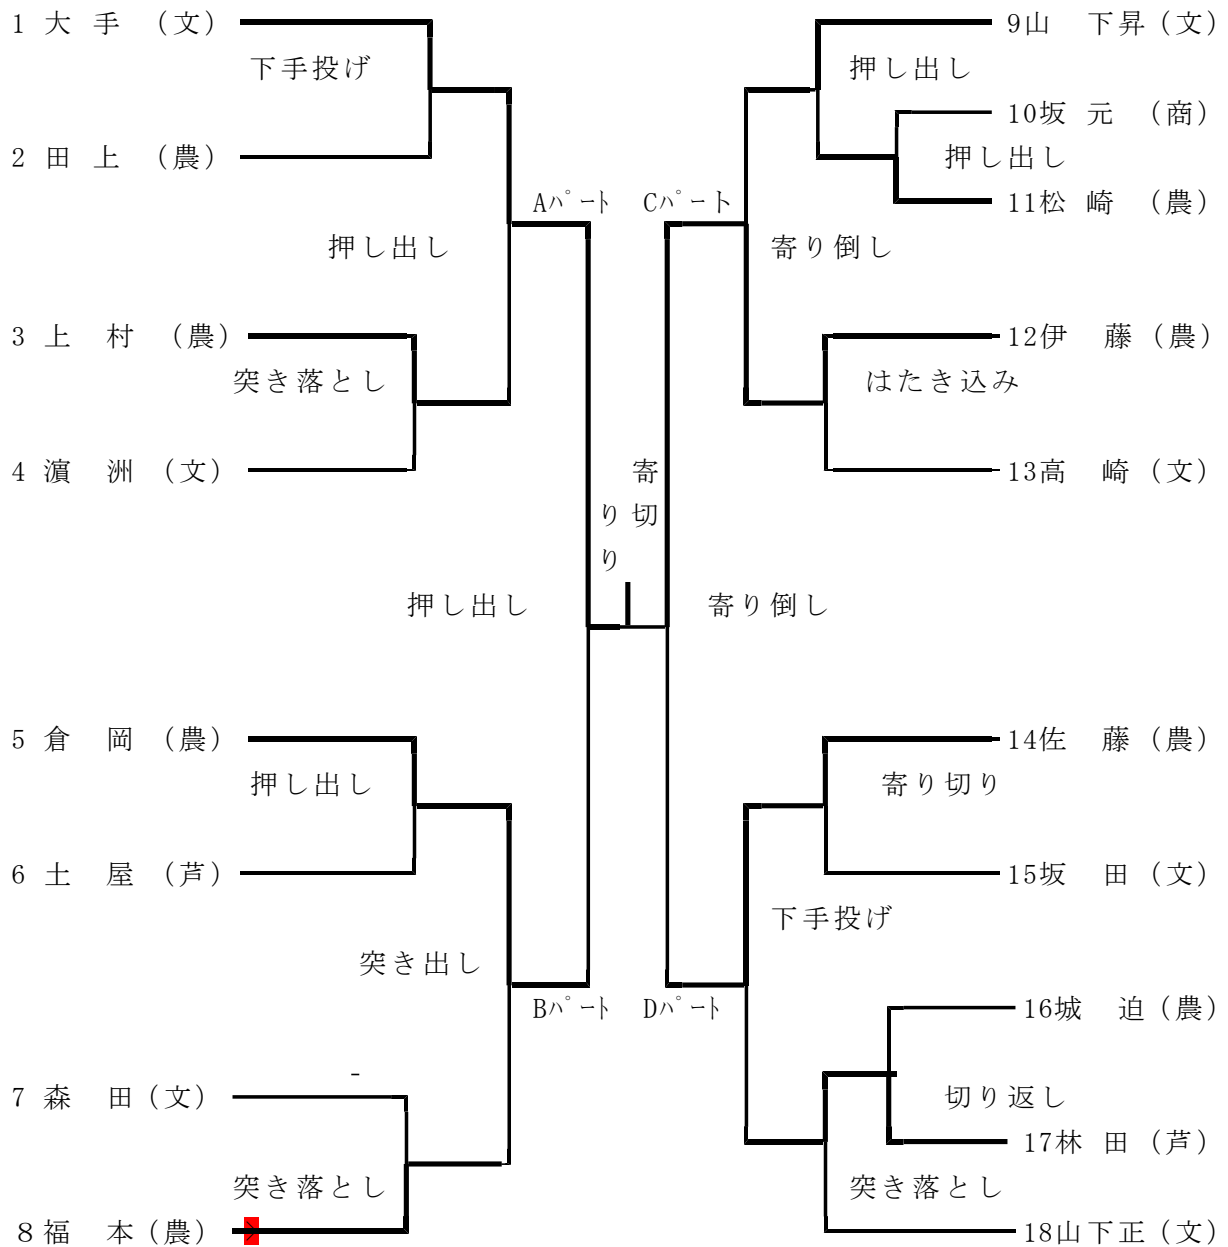 1 大 手 （文）
下手投げ
2 田 上 （農）
Aパート
押し出し
3 上 村 （農）
突き落とし
4 濵 洲 （文）
押し出し
5 倉 岡 （農）
押し出し
6 土 屋 （芦）
突き出し
Bパート
-
7 森 田（文）
突き落とし
8 福 本（農）
寄
り切
り
9山 下昇（文）
押し出し
10坂 元 （商）
押し出し
11松 崎 （農）
Cパート
寄り倒し
12伊 藤（農）
はたき込み
13高 崎（文）
寄り倒し
14佐 藤（農）
寄り切り
15坂 田（文）
下手投げ
Dパート
16城 迫（農）
切り返し
17林 田（芦）
突き落とし
18山下正（文）